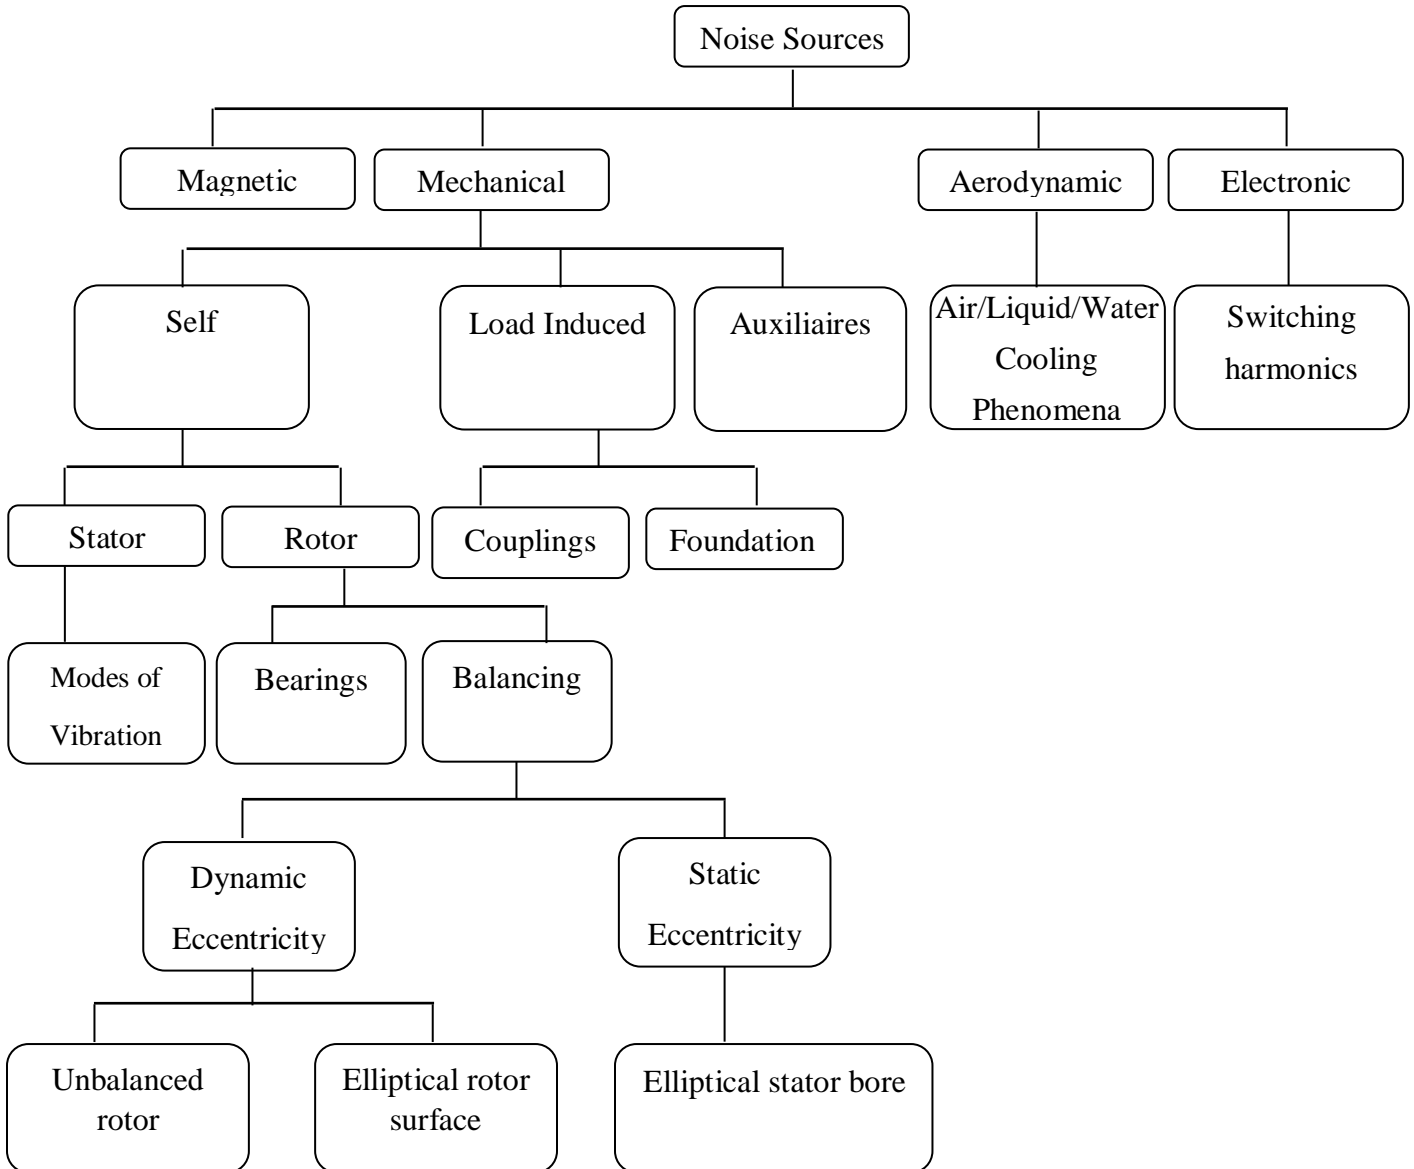 Noise Sources
Magnetic
Mechanical
Aerodynamic
Electronic
Self
Load Induced
Auxiliaires
Air/Liquid/Water
Cooling
Phenomena
Switching
harmonics
Stator
Rotor
Couplings
Foundation
Modes of
Vibration
Bearings
Balancing
Dynamic
Eccentricity
Static
Eccentricity
Unbalanced
rotor
Elliptical rotor
surface
Elliptical stator bore